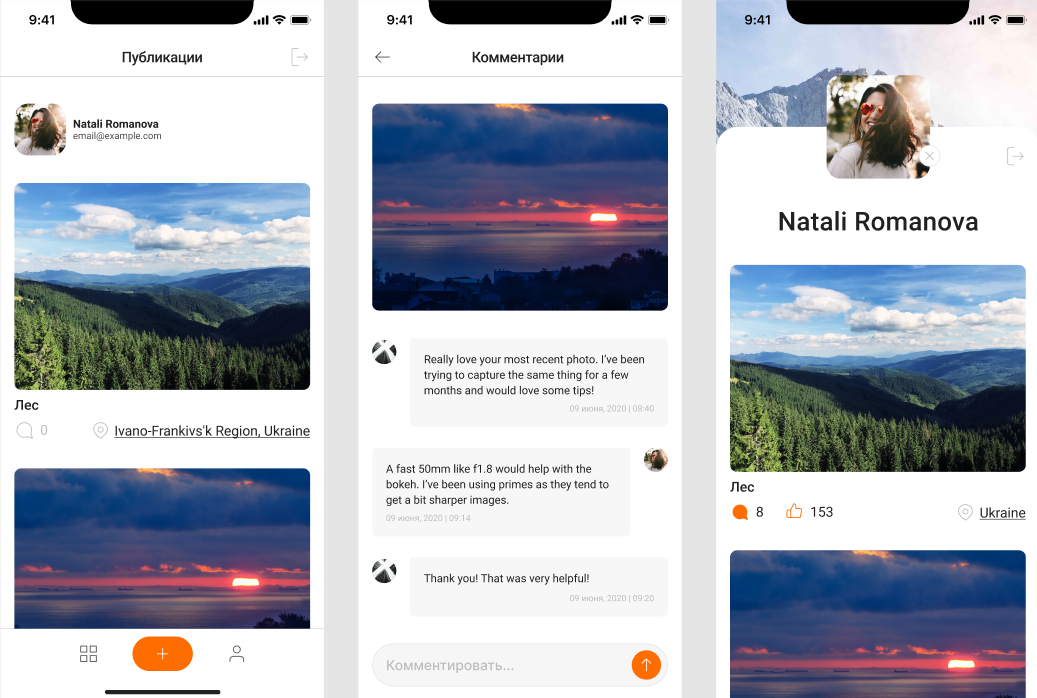 9:41
Публикации
Natali Romanova
email@example.com
Лес
0
Ivano-Frankivs'k Region, Ukraine
9:41
Комментарии
Really love your most recent photo. I've been
trying to capture the same thing for a few
months and would love some tips!
09 июня, 2020 | 08:40
A fast 50mm like f1.8 would help with the
bokeh. I've been using primes as they tend to
get a bit sharper images.
09 июня, 2020 | 09:14
Thank you! That was very helpful!
09 июня, 2020 | 09:20
Комментировать...
9:41
Natali Romanova
Лес
8 153 Ukraine